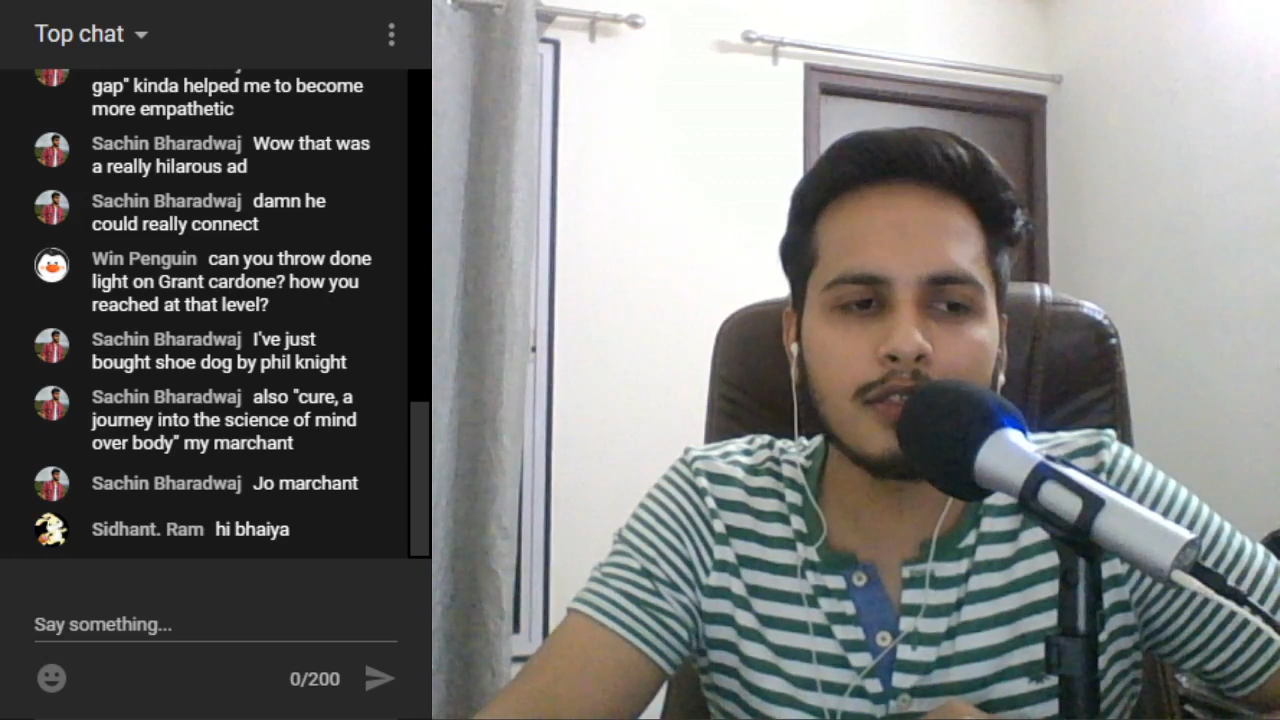 Top chat
gap" kinda helped me to become
more empathetic
Sachin Bharadwaj Wow that was
a really hilarous ad
Sachin Bharadwaj damn he
could really connect
Win Penguin can you throw done
light on Grant cardone? how you
reached at that level?
Sachin Bharadwaj I've just
bought shoe dog by phil knight
Sachin Bharadwaj also "cure, a
journey into the science of mind
over body" my marchant
Sachin Bharadwaj Jo marchant
Sidhant. Ram hi bhaiya
Say something...
0/200